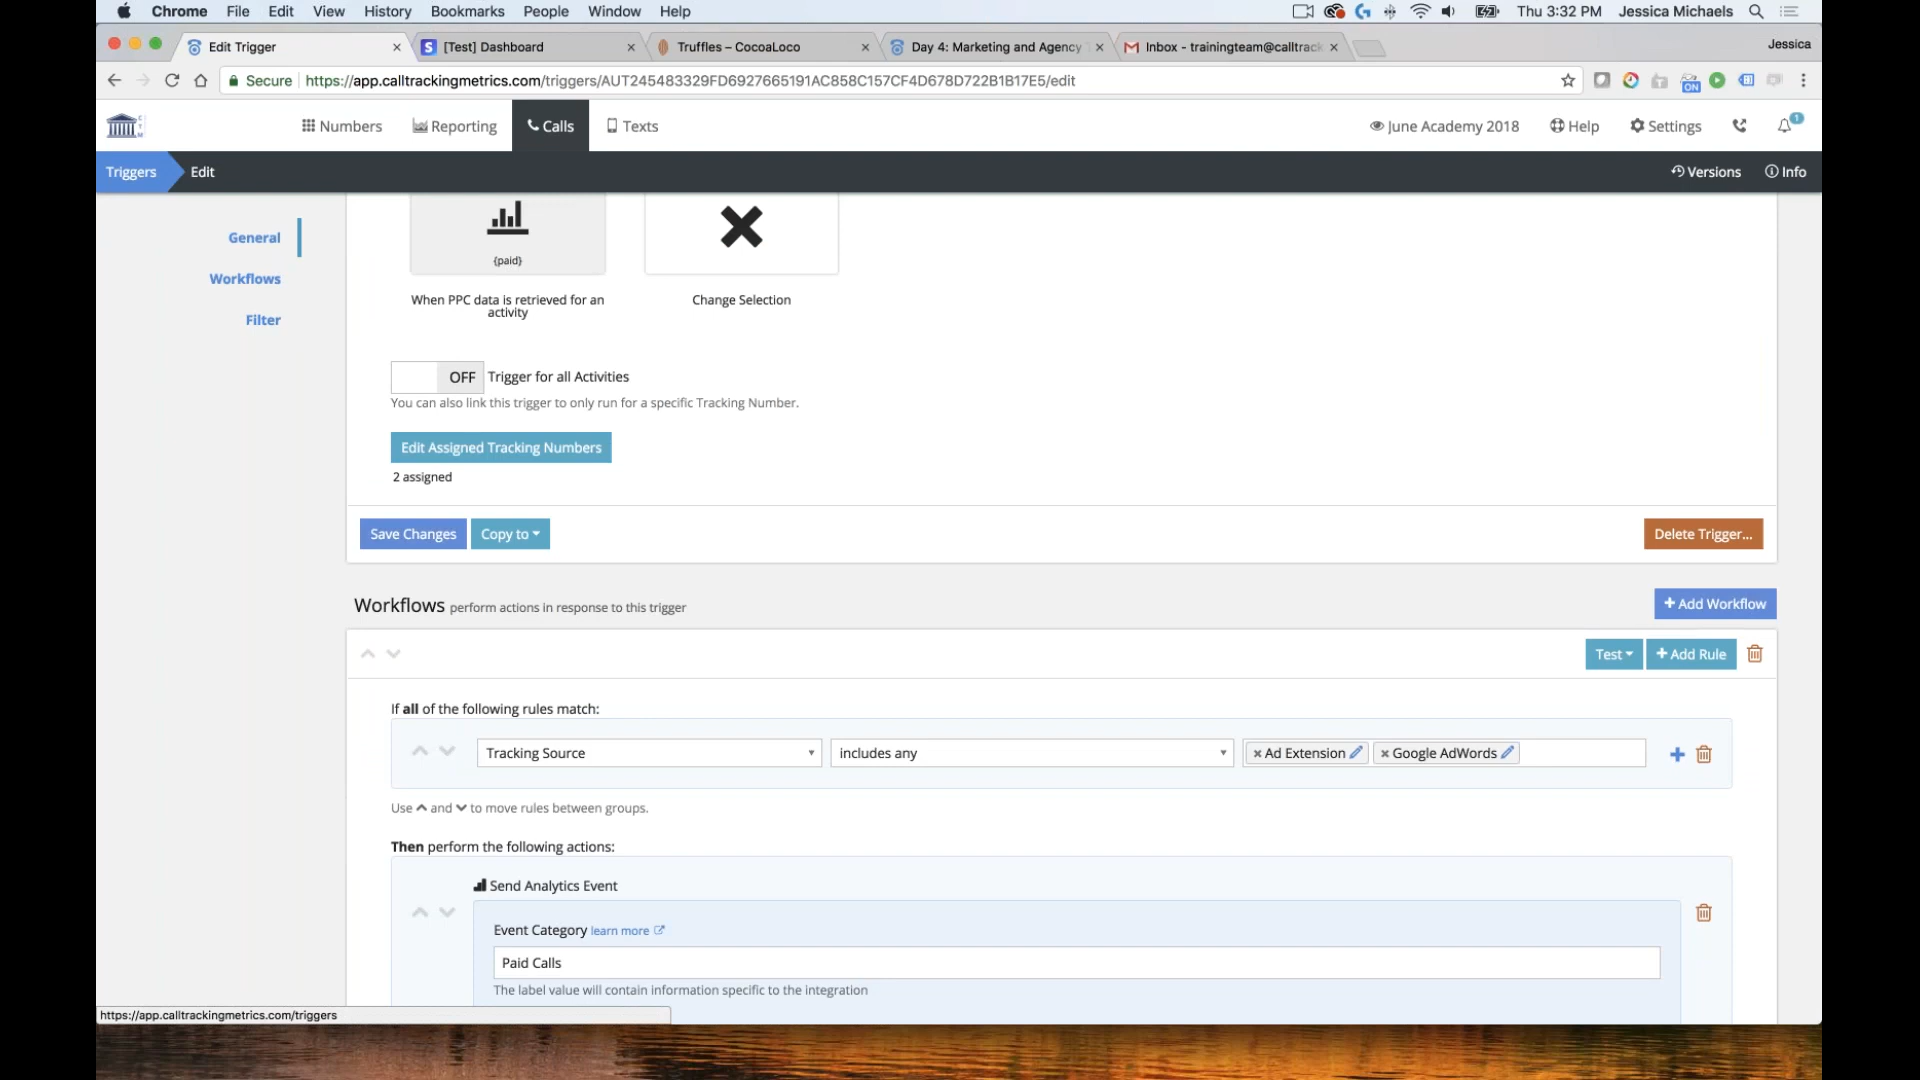 Chrome File Edit View History Bookmarks People Window Help Thu 3:32 PM Jessica Michaels
Edit Trigger × [Test] Dashboard × Truffles – CocoaLoco × Day 4: Marketing and Agency × Inbox - trainingteam@calltrack × Jessica
Secure https://app.calltrackingmetrics.com/triggers/AUT245483329FD6927665191AC858C157CF4D678D722B1B17E5/edit ON
Numbers Reporting Calls Texts June Academy 2018 Help Settings 1
Triggers Edit Versions Info
General
Workflows
Filter
{paid}
When PPC data is retrieved for an
activity
Change Selection
OFF Trigger for all Activities
You can also link this trigger to only run for a specific Tracking Number.
Edit Assigned Tracking Numbers
2 assigned
Save Changes Copy to Delete Trigger...
Workflows perform actions in response to this trigger + Add Workflow
Test + Add Rule
If all of the following rules match:
Tracking Source includes any × Ad Extension × Google AdWords
Use and to move rules between groups.
Then perform the following actions:
Send Analytics Event
Event Category learn more
Paid Calls
The label value will contain information specific to the integration
https://app.calltrackingmetrics.com/triggers